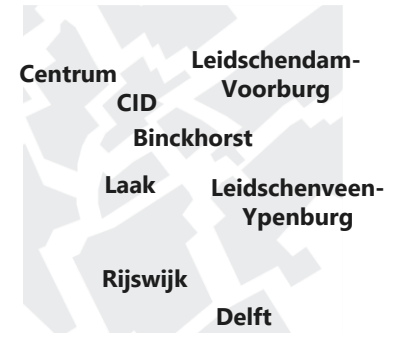 Leidschendam-
Voorburg
Centrum
CID
Binckhorst
Laak
Leidschenveen-
Ypenburg
Rijswijk
Delft